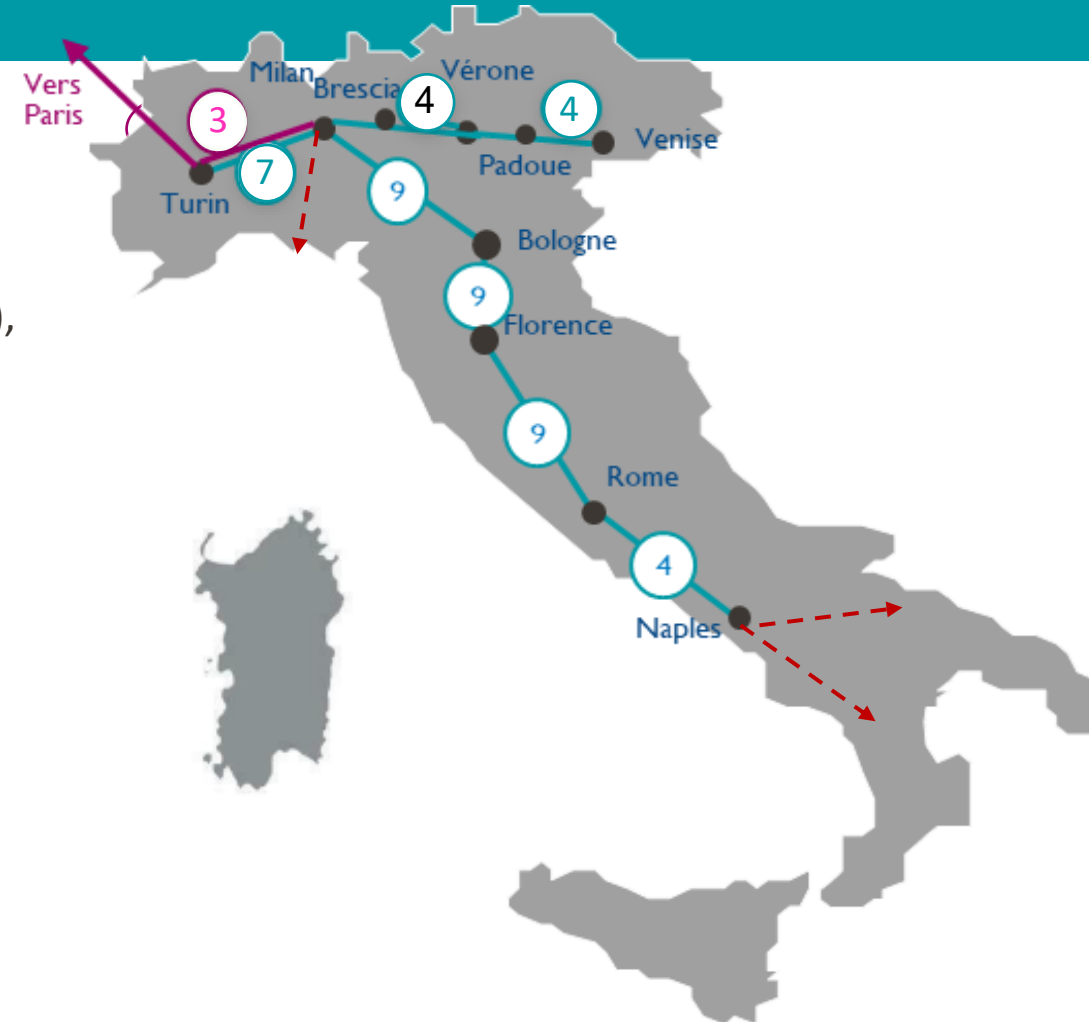 Vers
Paris
Milan
Brescia
Vérone
4
4
Venise
3
7
Padoue
Turin
9
Bologne
9
),
Florence
9
Rome
4
Naples